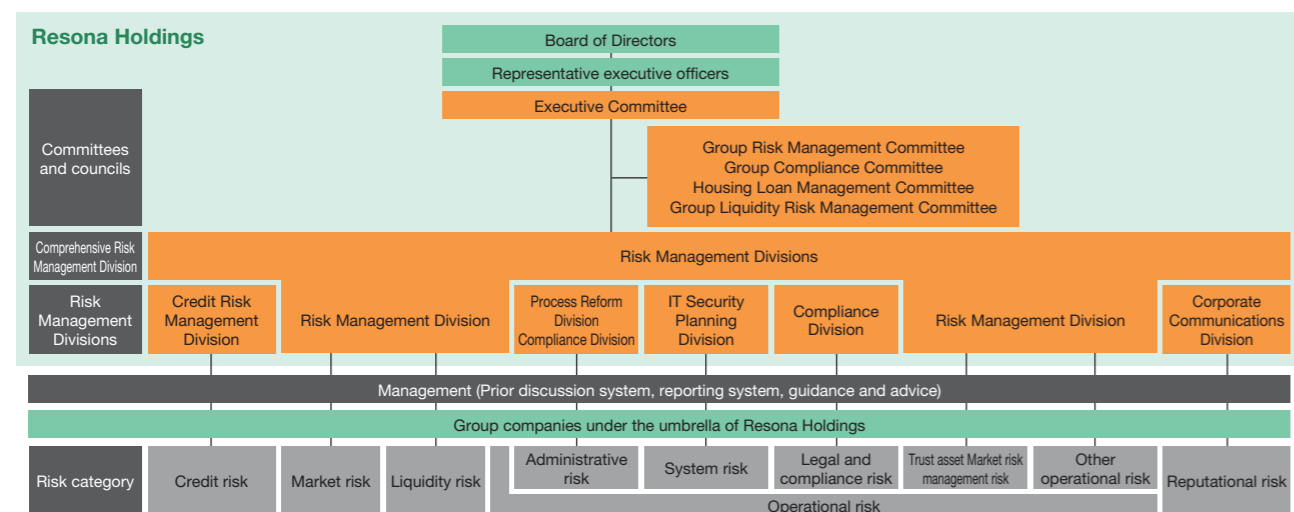 Resona Holdings
Board of Directors
Representative executive officers
Executive Committee
Committees
and councils
Group Risk Management Committee
Group Compliance Committee
Housing Loan Management Committee
Group Liquidity Risk Management Committee
Comprehensive Risk
Management Division
Risk Management Divisions
Risk
Management
Divisions
Credit Risk
Management
Division
Risk Management Division
Process Reform
Division
Compliance Division
IT Security
Planning
Division
Compliance
Division
Risk Management Division
Corporate
Communications
Division
Management (Prior discussion system, reporting system, guidance and advice)
Group companies under the umbrella of Resona Holdings
Risk category
Credit risk
Market risk
Liquidity risk
Administrative
risk
System risk
Legal and
compliance risk
Trust asset Market risk
management risk
Other
operational risk
Reputational risk
Operational risk